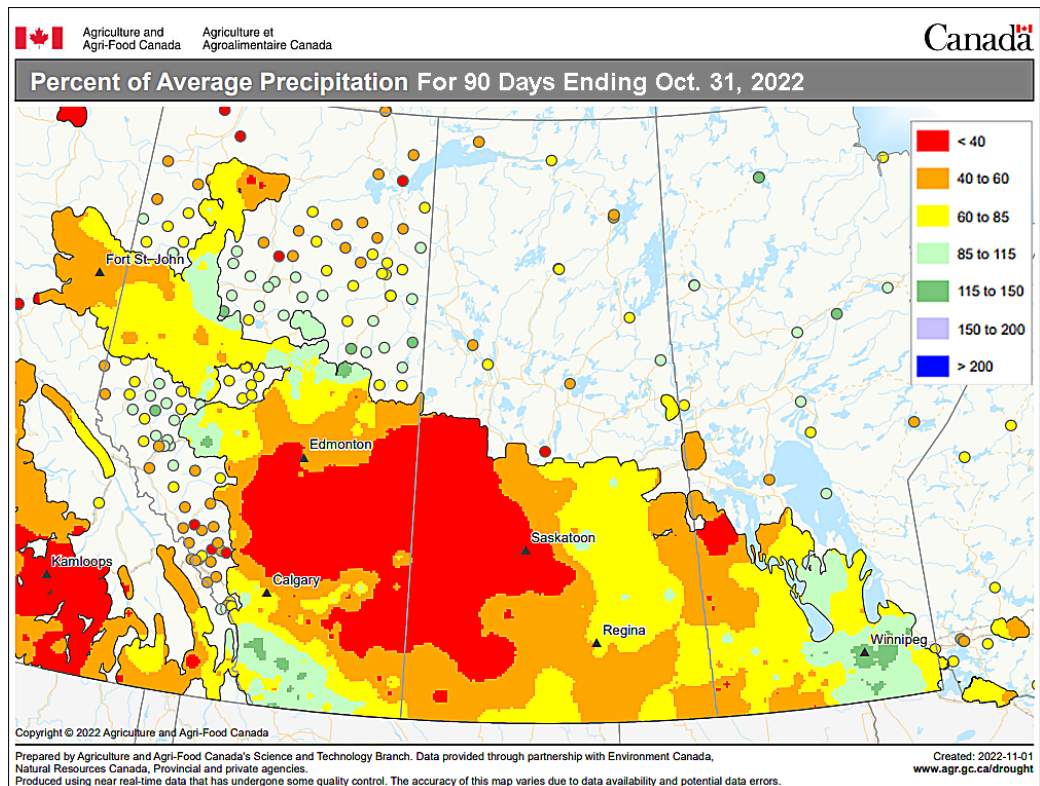 Agriculture and
Agri-Food Canada
Agriculture et
Agroalimentaire Canada
Canada
Percent of Average Precipitation For 90 Days Ending Oct. 31, 2022
< 40
40 to 60
60 to 85
85 to 115
115 to 150
150 to 200
> 200
Fort St. John
Edmonton
Saskatoon
Kamloops
Calgary
Regina
Winnipeg
Copyright © 2022 Agriculture and Agri-Food Canada
Prepared by Agriculture and Agri-Food Canada's Science and Technology Branch. Data provided through partnership with Environment Canada,
Natural Resources Canada, Provincial and private agencies.
Produced using near real-time data that has undergone some quality control. The accuracy of this map varies due to data availability and potential data errors.
Created: 2022-11-01
www.agr.gc.ca/drought